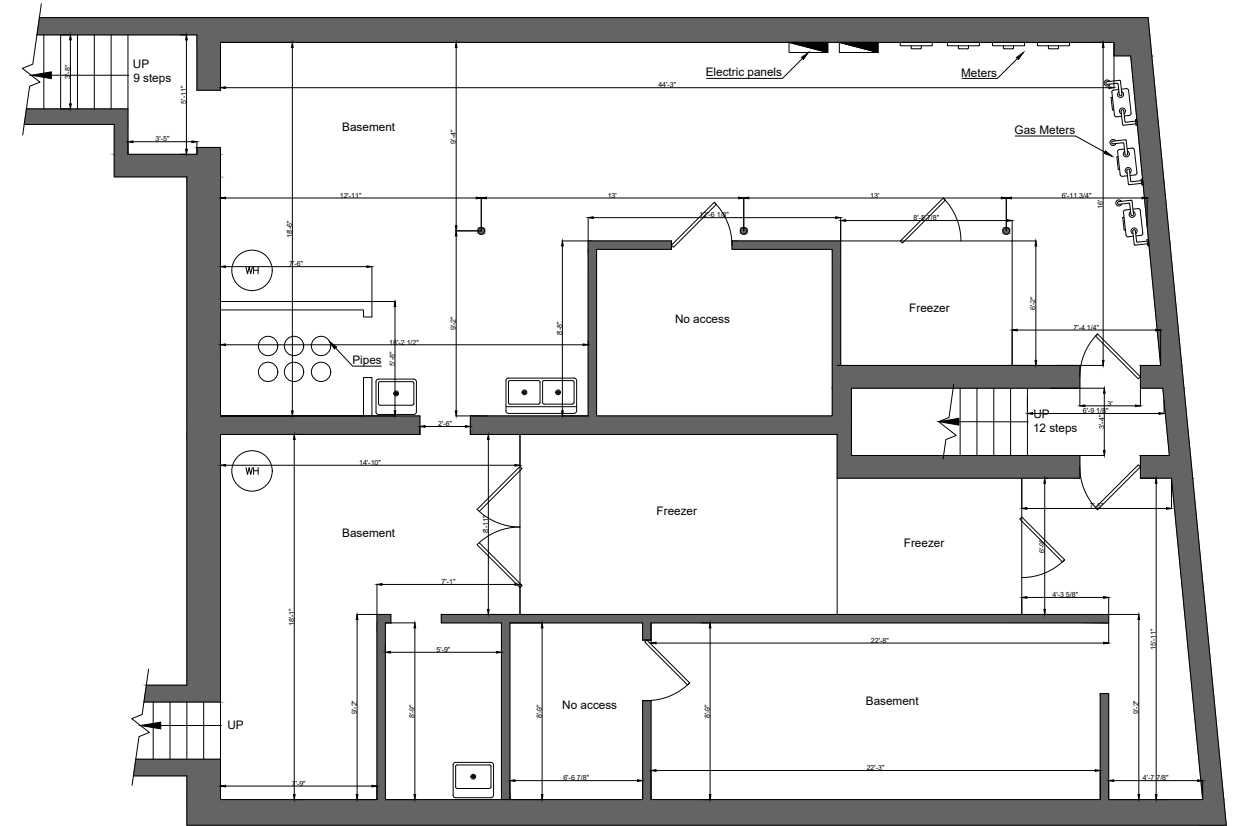 UP
9 steps
3'-8"
5'-11"
3'-5"
Electric panels
Meters
44'-3"
Gas Meters
Basement
9'-4"
12'-11"
13'
13'
6'-11 3/4"
12'-6 1/8"
16'
18'-6"
WH
7'-6"
No access
Freezer
6'-2"
9'-2"
8'-8"
7'-4 1/4"
18'-2 1/2"
Pipes
5'-8"
3'
6'-9 1/8"
UP
12 steps
3'-4"
2'-6"
14'-10"
WH
Freezer
8'-11"
Basement
Freezer
6'-9"
7'-1"
4'-3 5/8"
18'-1"
15'-11"
22'-8"
5'-9"
9'-2"
8'-9"
No access
8'-9"
8'-9"
Basement
9'-2"
UP
7'-9"
6'-6 7/8"
22'-3"
4'-7 7/8"